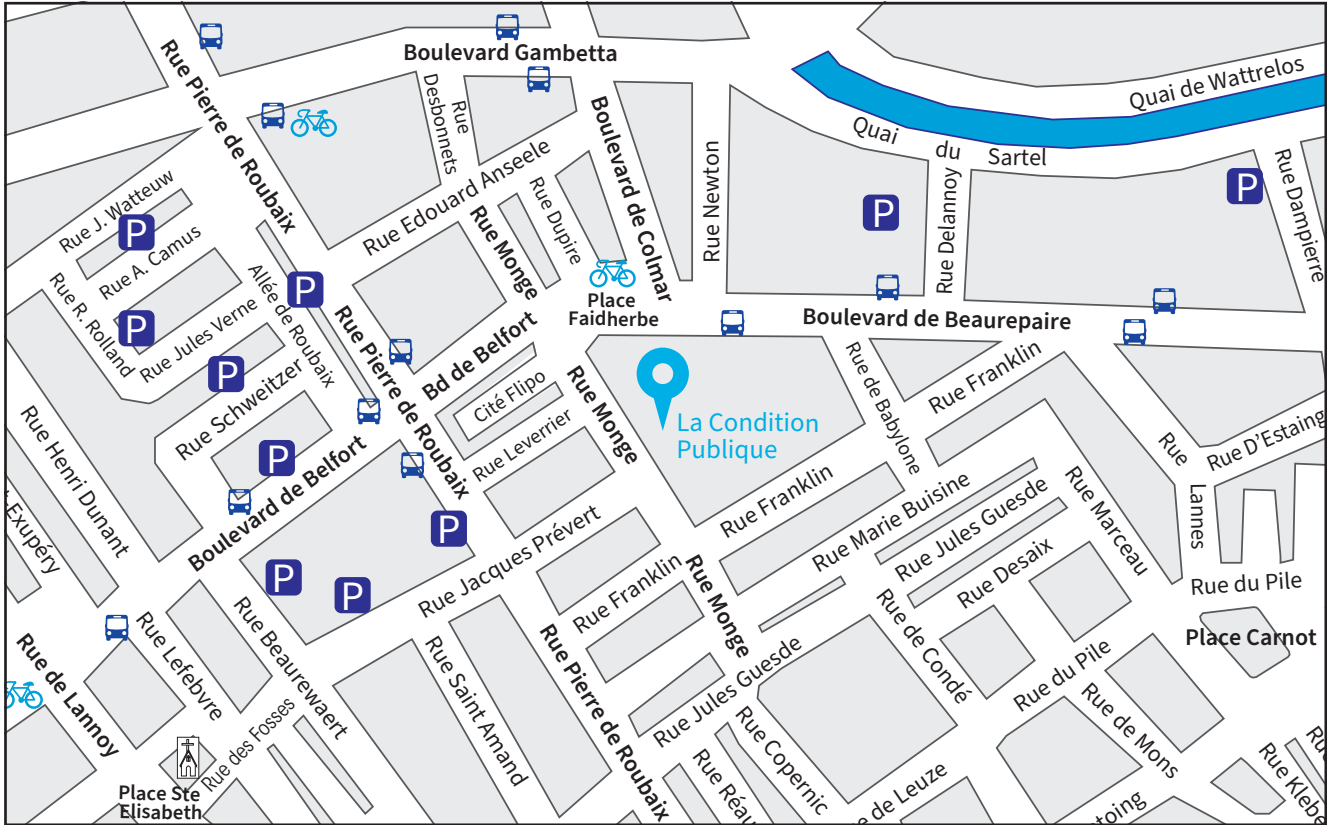 Boulevard Gambetta
Quai de Wattrelos
Rue Pierre de Roubaix
Rue
Desbonnets
Boulevard de Colmar
Rue Newton
Quai
du
Sartel
Rue Delannoy
Rue Dampierre
P
P
Rue J. Watteuw
P
Rue A. Camus
Rue R. Rolland
P
Rue Jules Verne
Allée de Roubaix
P
Rue Edouard Anseele
Rue Monge
Rue Dupire
Place
Faidherbe
Boulevard de Beaurepaire
Rue Pierre de Roubaix
Bd de Belfort
P
Rue Schweitzer
Cité Flipo
Rue Leverrier
Rue Monge
La Condition
Publique
Rue de Babylone
Rue Franklin
Rue
Lannes
Rue D'Estaing
Rue Henri Dunant
Exupéry
P
Boulevard de Belfort
P
P
P
Rue Jacques Prévert
Rue Franklin
Rue Franklin
Rue Marie Buisine
Rue Jules Guesde
Rue Desaix
Rue Marceau
Rue du Pile
Place Carnot
Rue Monge
Rue de Condé
Rue du Pile
Rue de Mons
Rue Jules Guesde
Rue Copernic
Rue Pierre de Roubaix
Rue Saint Amand
Rue Beaurewaert
Rue Lefebvre
Rue de Lannoy
Rue des Fosses
Place Ste
Elisabeth
Rue Réau
e de Leuze
toing
Rue Klebe